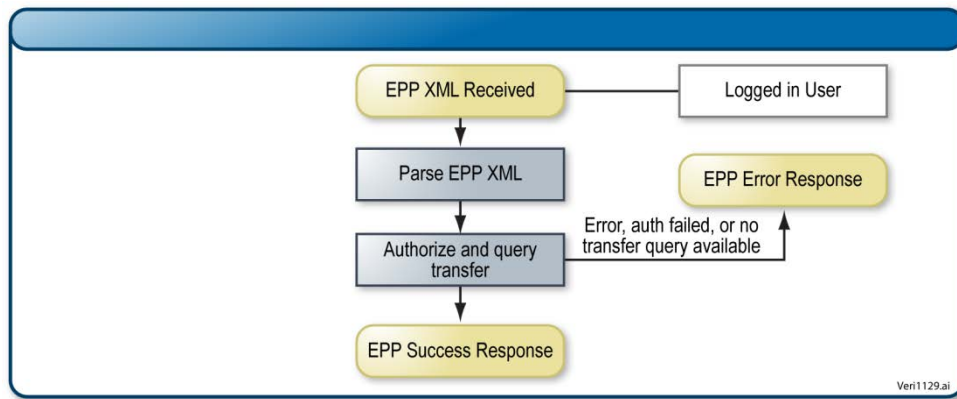 EPP XML Received
Logged in User
Parse EPP XML
EPP Error Response
Error, auth failed, or no
transfer query available
Authorize and query
transfer
EPP Success Response
Veri1129.ai